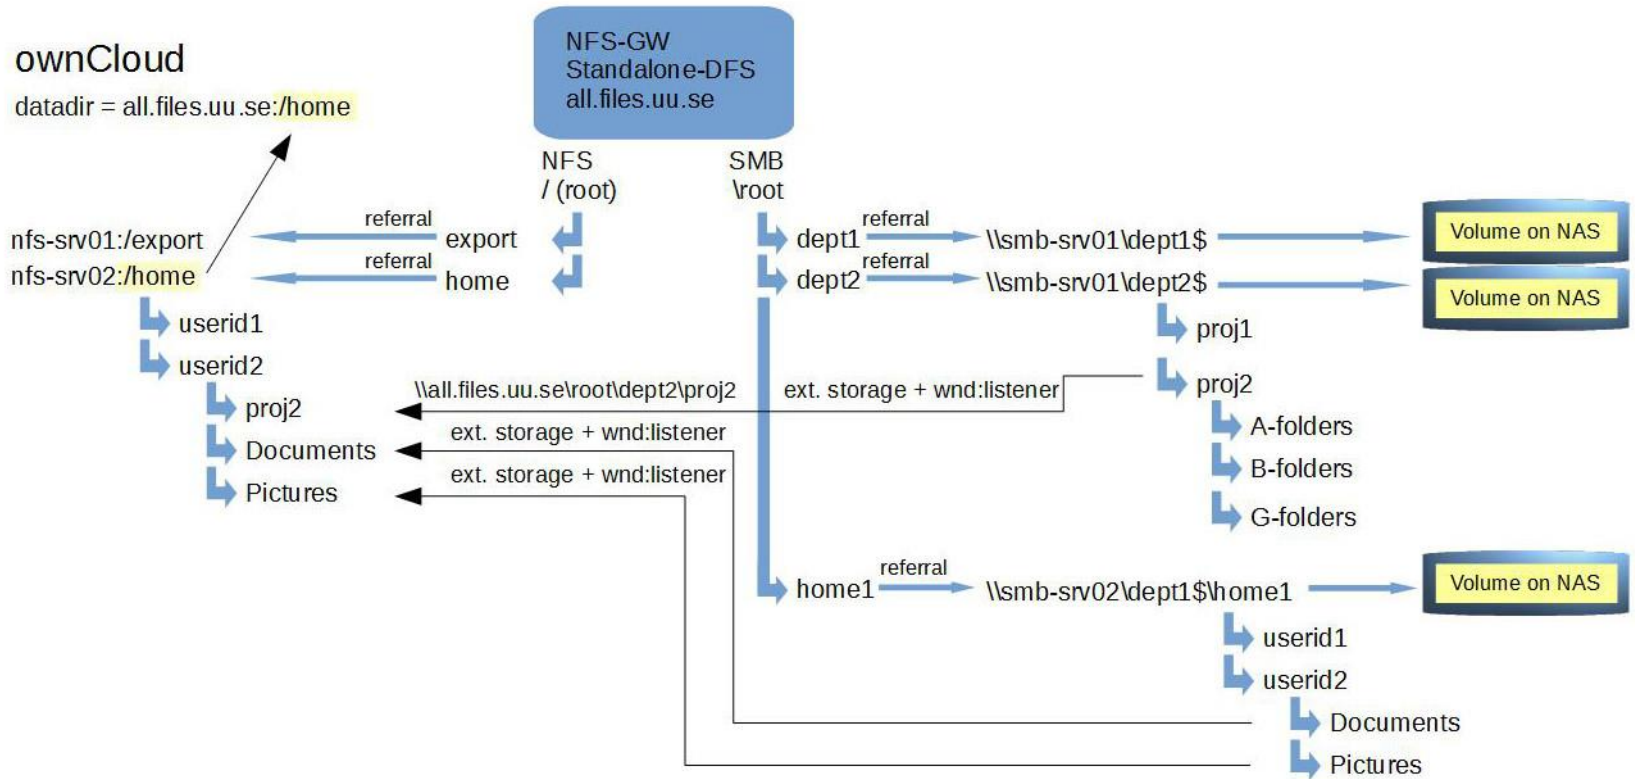 ownCloud
datadir = all.files.uu.se:/home
NFS-GW
Standalone-DFS
all.files.uu.se
NFS
/ (root)
SMB
\root
nfs-srv01:/export
referral
export
nfs-srv02:/home
referral
home
userid1
userid2
proj2
Documents
Pictures
dept1
referral
\\smb-srv01\dept1$
Volume on NAS
dept2
referral
\\smb-srv01\dept2$
Volume on NAS
proj1
proj2
A-folders
B-folders
G-folders
\\all.files.uu.se\root\dept2\proj2
ext. storage + wnd:listener
ext. storage + wnd:listener
ext. storage + wnd:listener
home1
referral
\\smb-srv02\dept1$\home1
Volume on NAS
userid1
userid2
Documents
Pictures